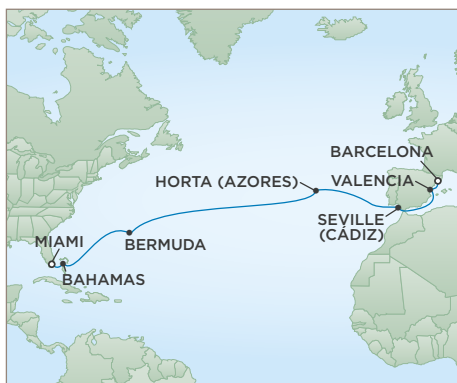 BARCELONA
HORTA (AZORES)
VALENCIA
SEVILLE
(CÁDIZ)
MIAMI
BERMUDA
BAHAMAS